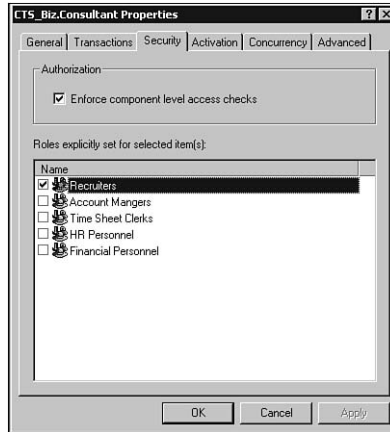 CTS_Biz.Consultant Properties
General Transactions Security Activation Concurrency Advanced
Authorization
Enforce component level access checks
Roles explicitly set for selected item(s):
Name
Recruiters
Account Mangers
Time Sheet Clerks
HR Personnel
Financial Personnel
OK Cancel Apply